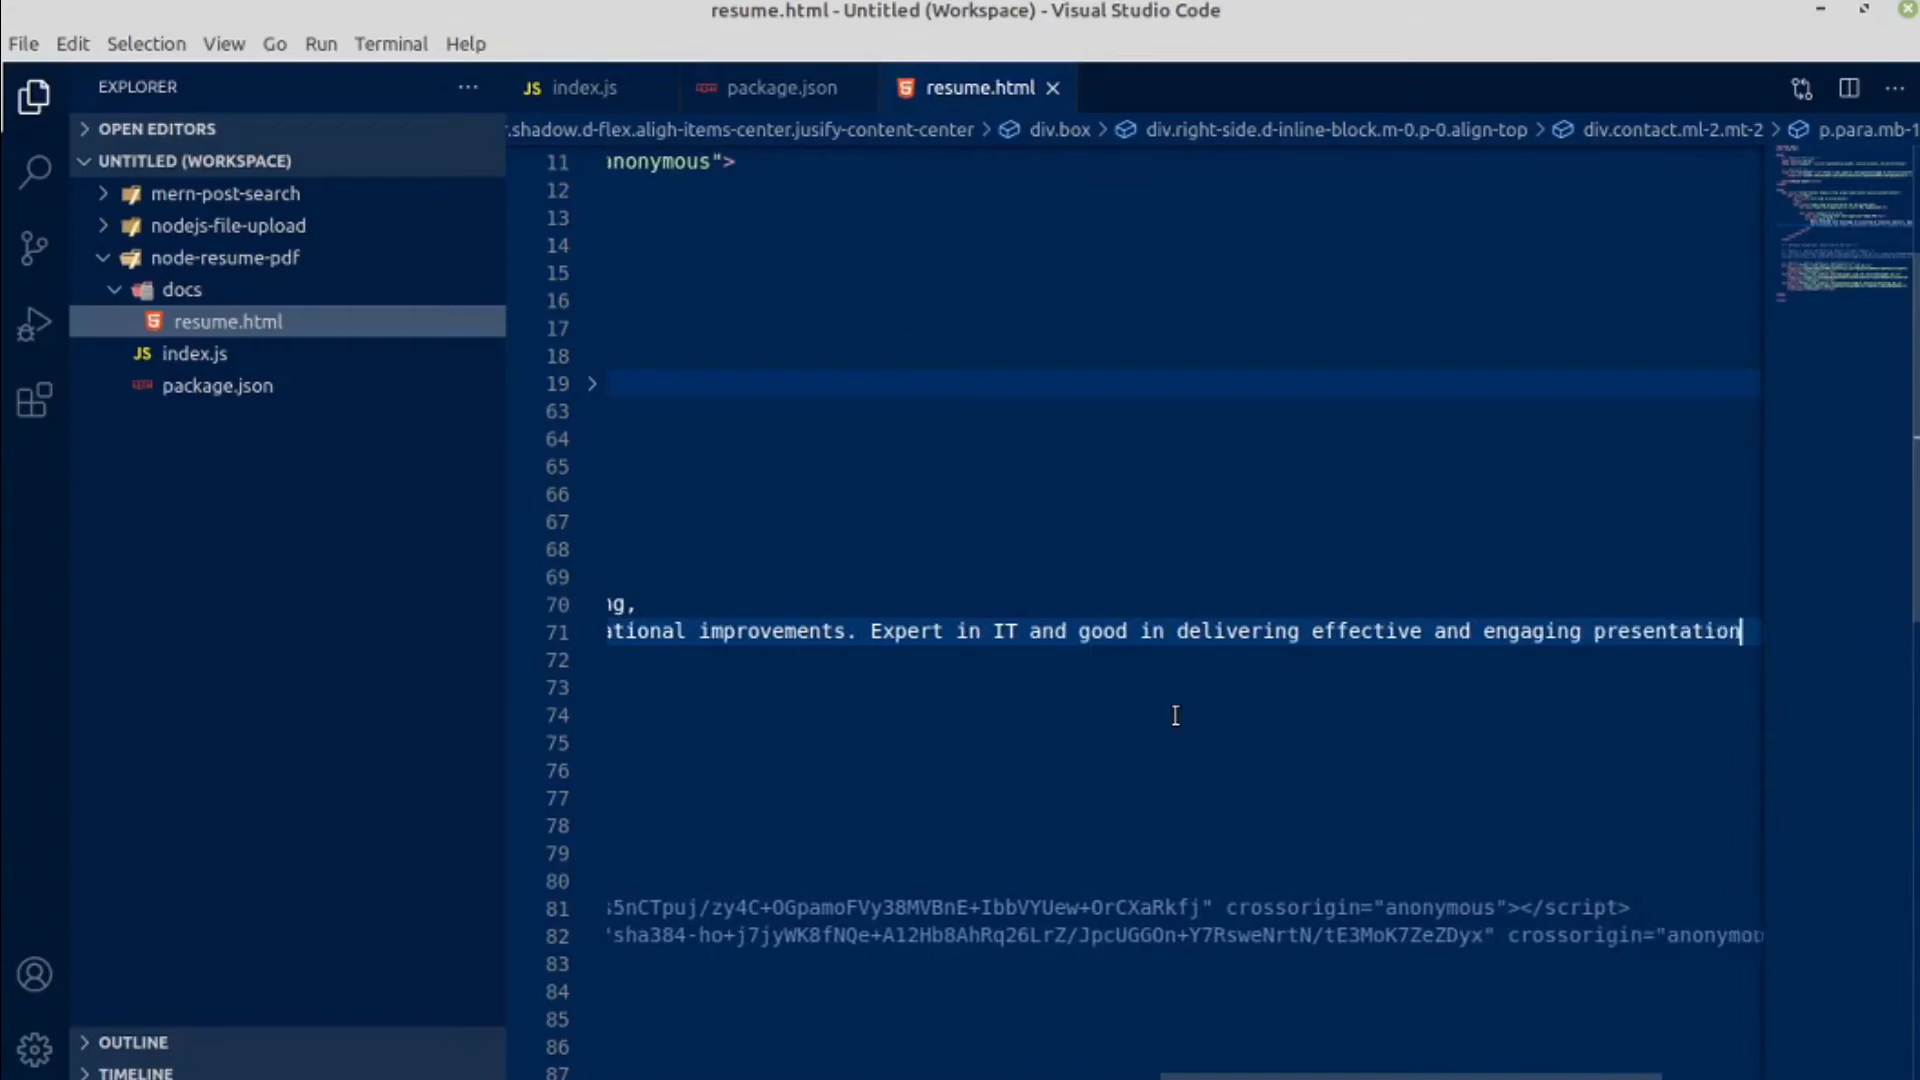 resume.html - Untitled (Workspace) - Visual Studio Code
File Edit Selection View Go Run Terminal Help
EXPLORER
JS index.js
package.json
resume.html
OPEN EDITORS
.shadow.d-flex.aligh-items-center.jusify-content-center > div.box > div.right-side.d-inline-block.m-0.p-0.align-top > div.contact.ml-2.mt-2 > p.para.mb-1
UNTITLED (WORKSPACE)
mern-post-search
nodejs-file-upload
node-resume-pdf
docs
resume.html
JS index.js
package.json
11 anonymous">
12
13
14
15
16
17
18
19
63
64
65
66
67
68
69
70 ng,
71 ational improvements. Expert in IT and good in delivering effective and engaging presentation
72
73
74
75
76
77
78
79
80
81 s5nCTpuj/zy4C+OGpamoFVy38MVBnE+IbbVYUew+OrCXaRkfj" crossorigin="anonymous"></script>
82 "sha384-ho+j7jyWK8fNQe+A12Hb8AhRq26LrZ/JpcUGGOn+Y7RsweNrtN/tE3MoK7ZeZDyx" crossorigin="anonymou
83
84
85
86
87
OUTLINE
TIMELINE